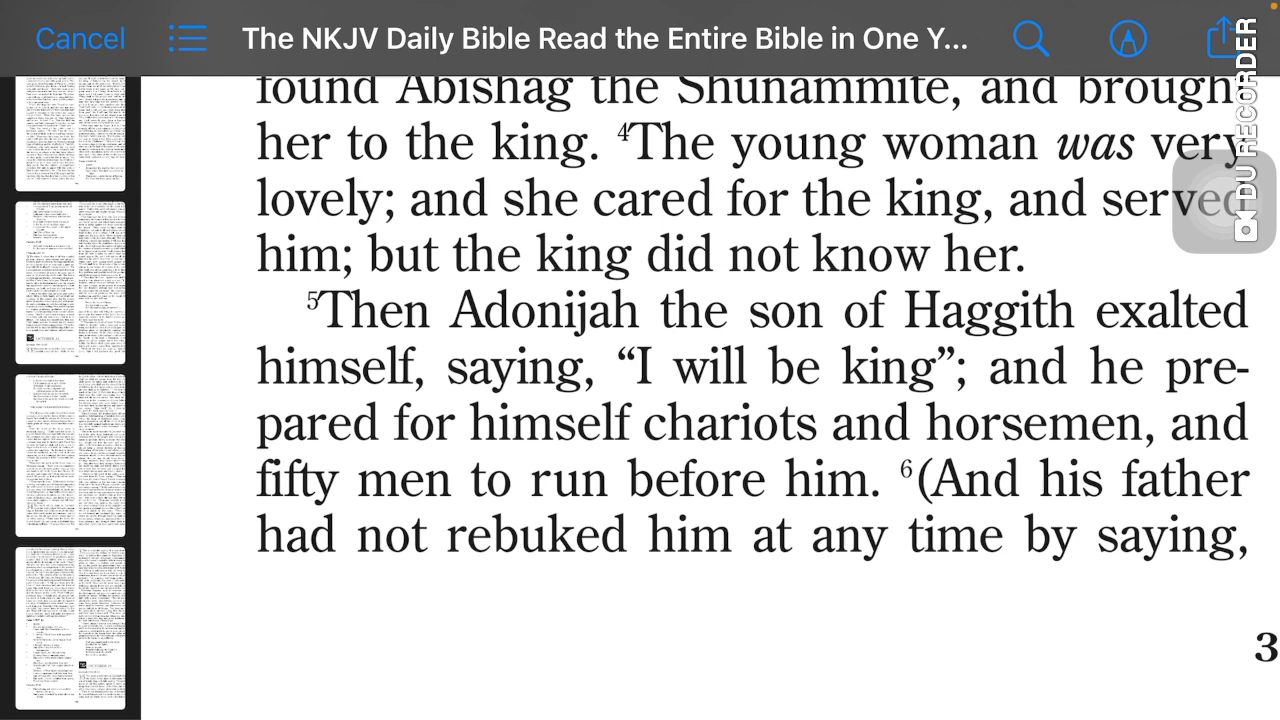 Cancel
The NKJV Daily Bible Read the Entire Bible in One Y...
found Abishag the Shunammite, and brough
her to the king. ⁴The young woman was very
lovely; and she cared for the king, and served
him; but the king did not know her.
⁵Then Adonijah the son of Haggith exalted
himself, saying, “I will be king”; and he pre-
pared for himself chariots and horsemen, and
fifty men to run before him. ⁶(And his father
had not rebuked him at any time by saying,
3
DU RECORDER